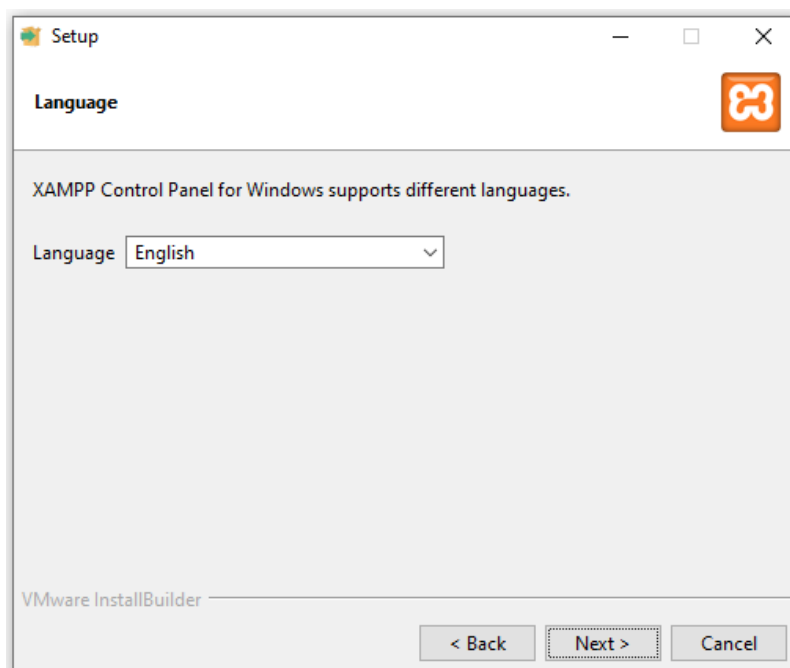 Setup
Language
XAMPP Control Panel for Windows supports different languages.
Language English
VMware InstallBuilder
< Back Next > Cancel